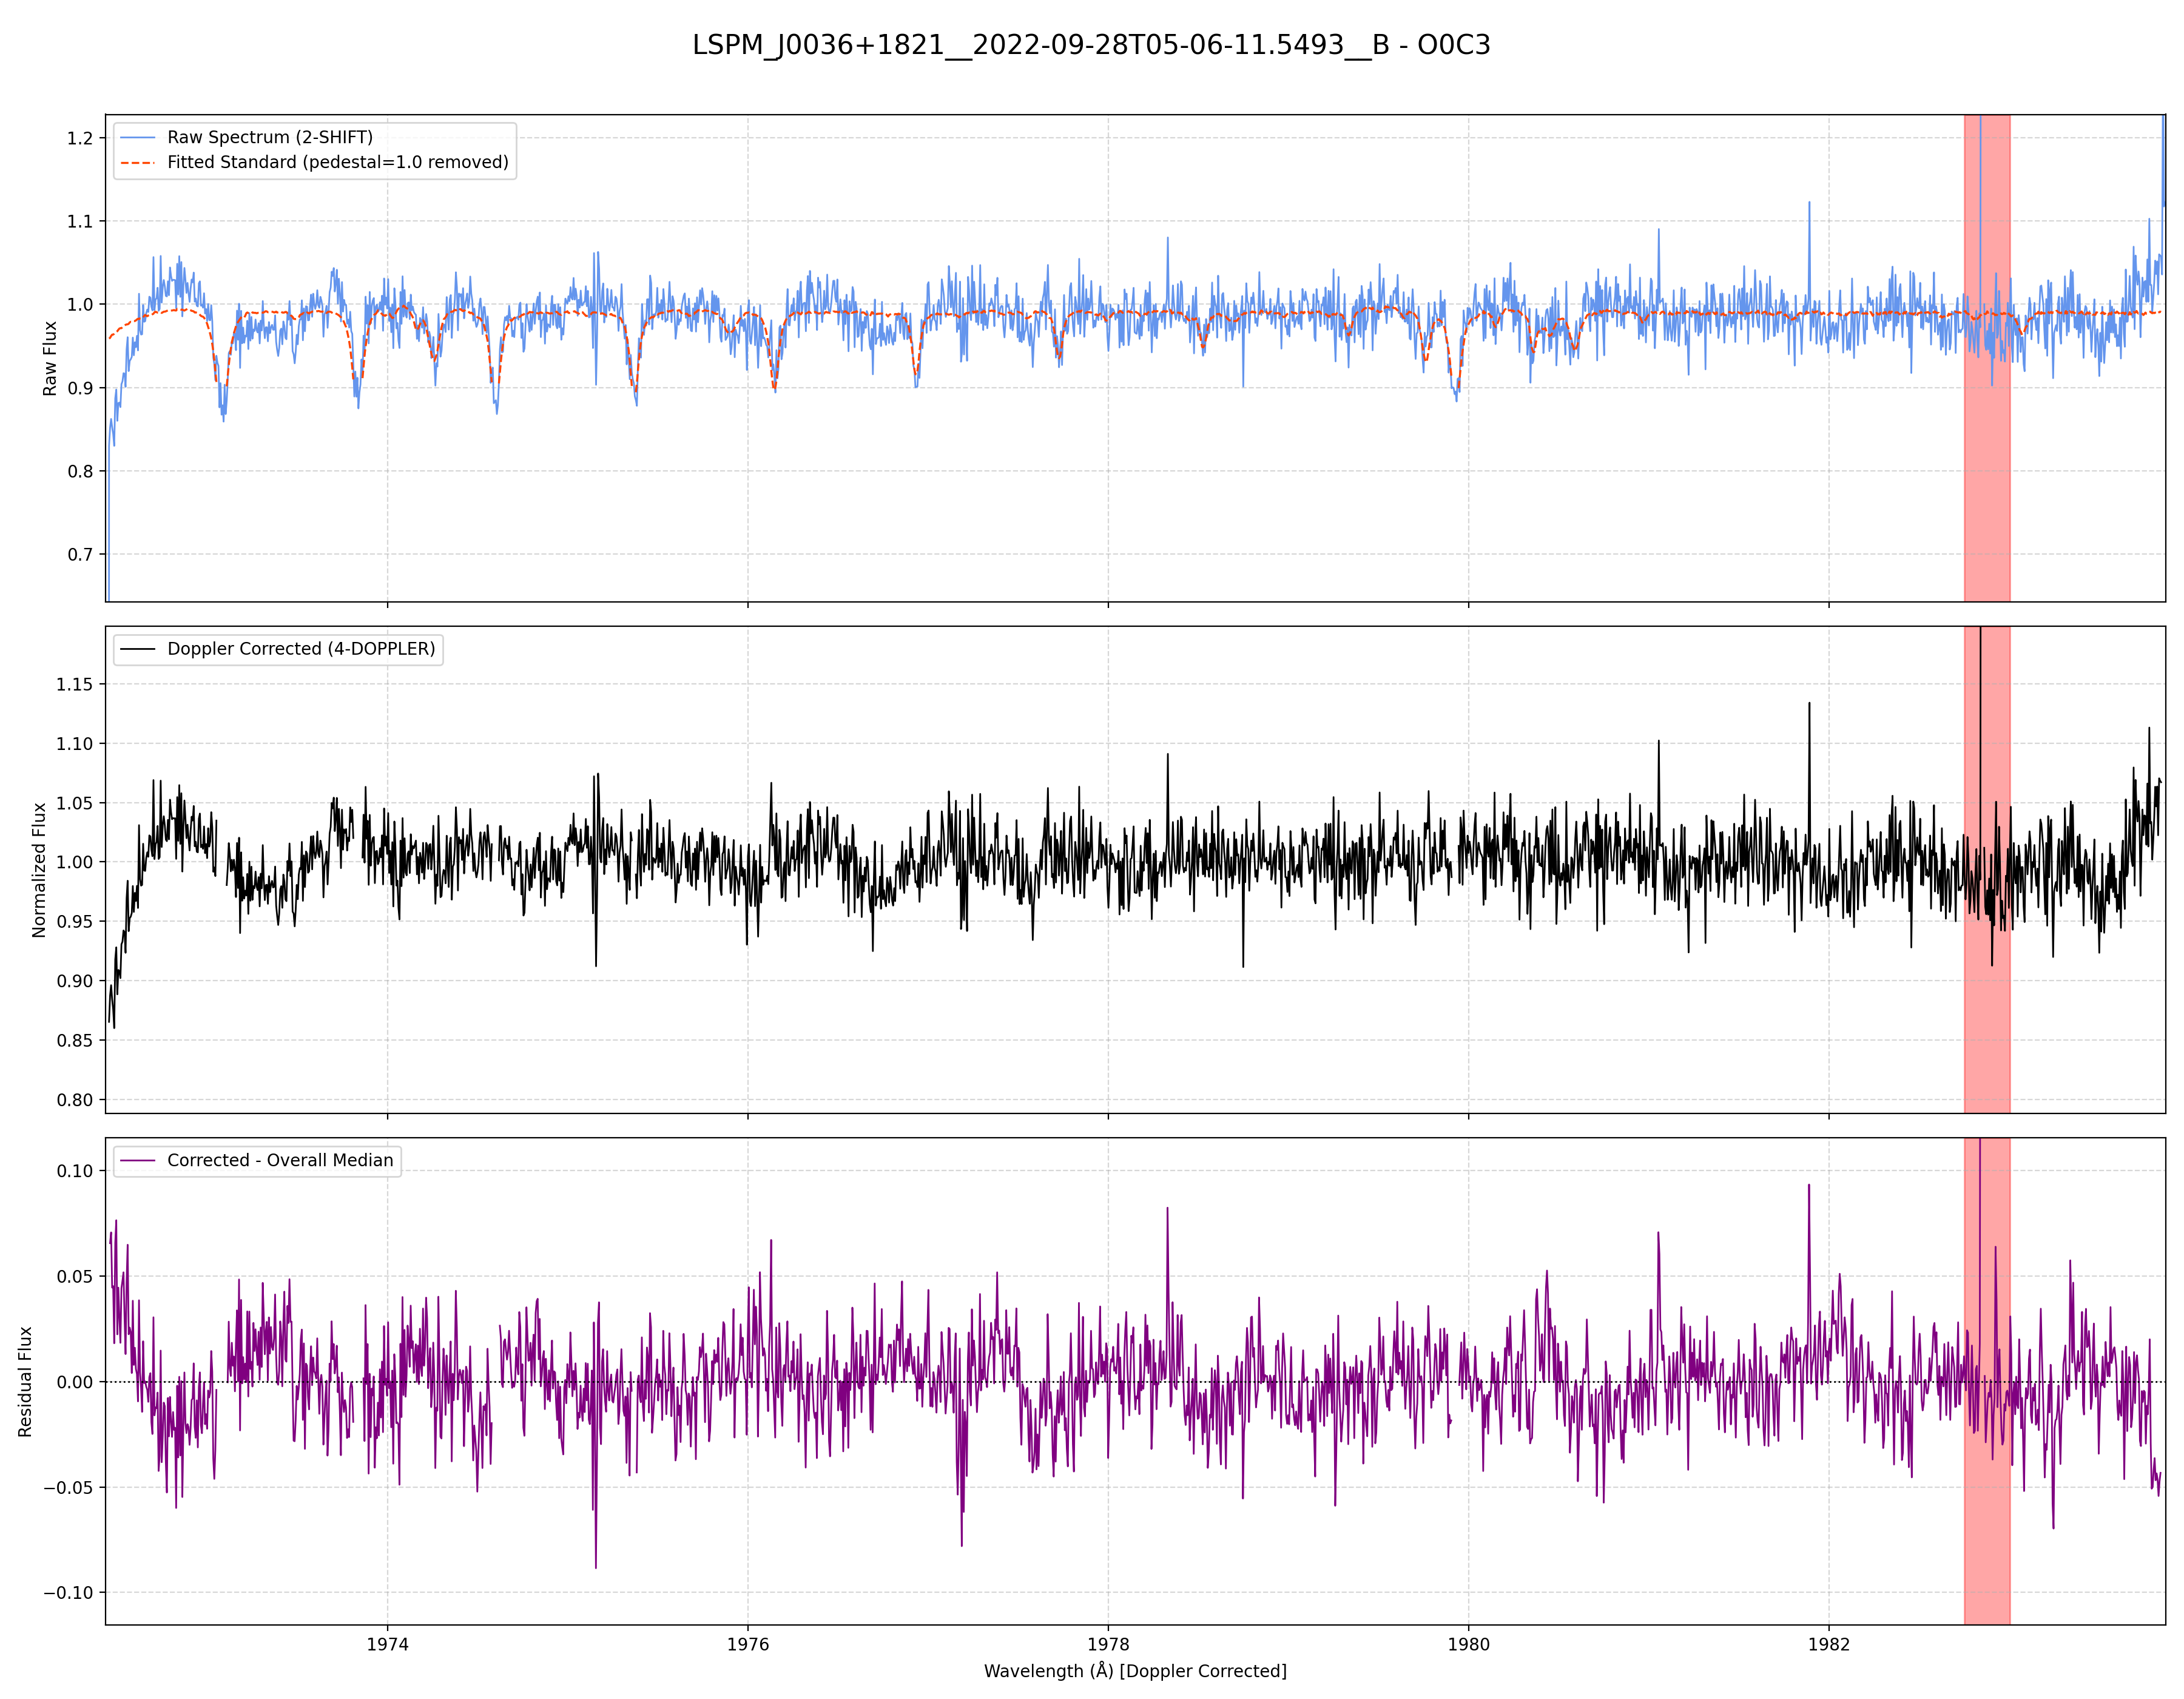 LSPM_J0036+1821__2022-09-28T05-06-11.5493__B - O0C3
Raw Spectrum (2-SHIFT)
Fitted Standard (pedestal=1.0 removed)
Raw Flux
1.2
1.1
1.0
0.9
0.8
0.7
Doppler Corrected (4-DOPPLER)
Normalized Flux
1.15
1.10
1.05
1.00
0.95
0.90
0.85
0.80
Corrected - Overall Median
Residual Flux
0.10
0.05
0.00
−0.05
−0.10
1974 1976 1978 1980 1982
Wavelength (Å) [Doppler Corrected]